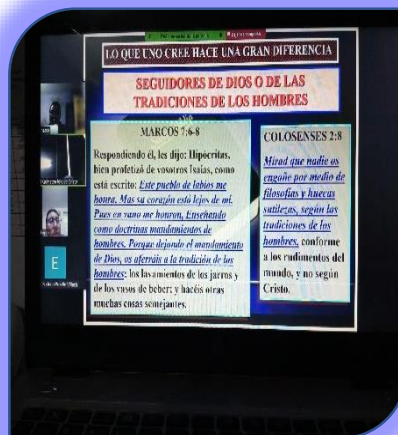 LO QUE UNO CREE HACE UNA GRAN DIFERENCIA
SEGUIDORES DE DIOS O DE LAS
TRADICIONES DE LOS HOMBRES
MARCOS 7:6-8
Respondiendo él, les dijo: Hipócritas,
bien profetizó de vosotros Isaías, como
está escrito: Este pueblo de labios me
honra, Mas su corazón está lejos de mí.
Pues en vano me honran, Enseñando
como doctrinas mandamientos de
hombres. Porque dejando el mandamiento
de Dios, os aferráis a la tradición de los
hombres: los lavamientos de los jarros y
de los vasos de beber; y hacéis otras
muchas cosas semejantes.
COLOSENSES 2:8
Mirad que nadie os
engañe por medio de
filosofías y huecas
sutilezas, según las
tradiciones de los
hombres, conforme
a los rudimentos del
mundo, y no según
Cristo.
E